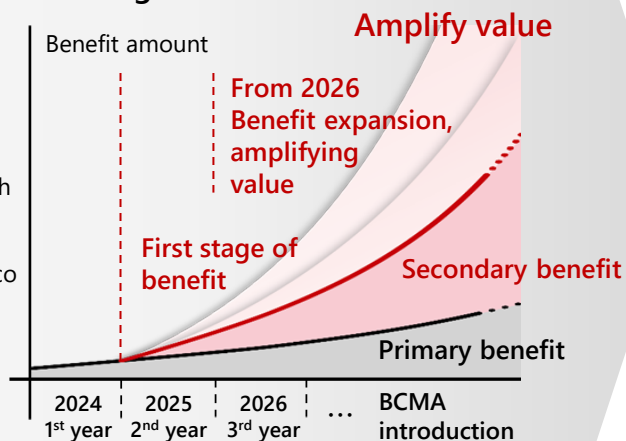 Amplify value
Benefit amount
From 2026
Benefit expansion,
amplifying
value
First stage of
benefit
Secondary benefit
Primary benefit
2024
1st year
2025
2nd year
2026
3rd year
...
BCMA
introduction